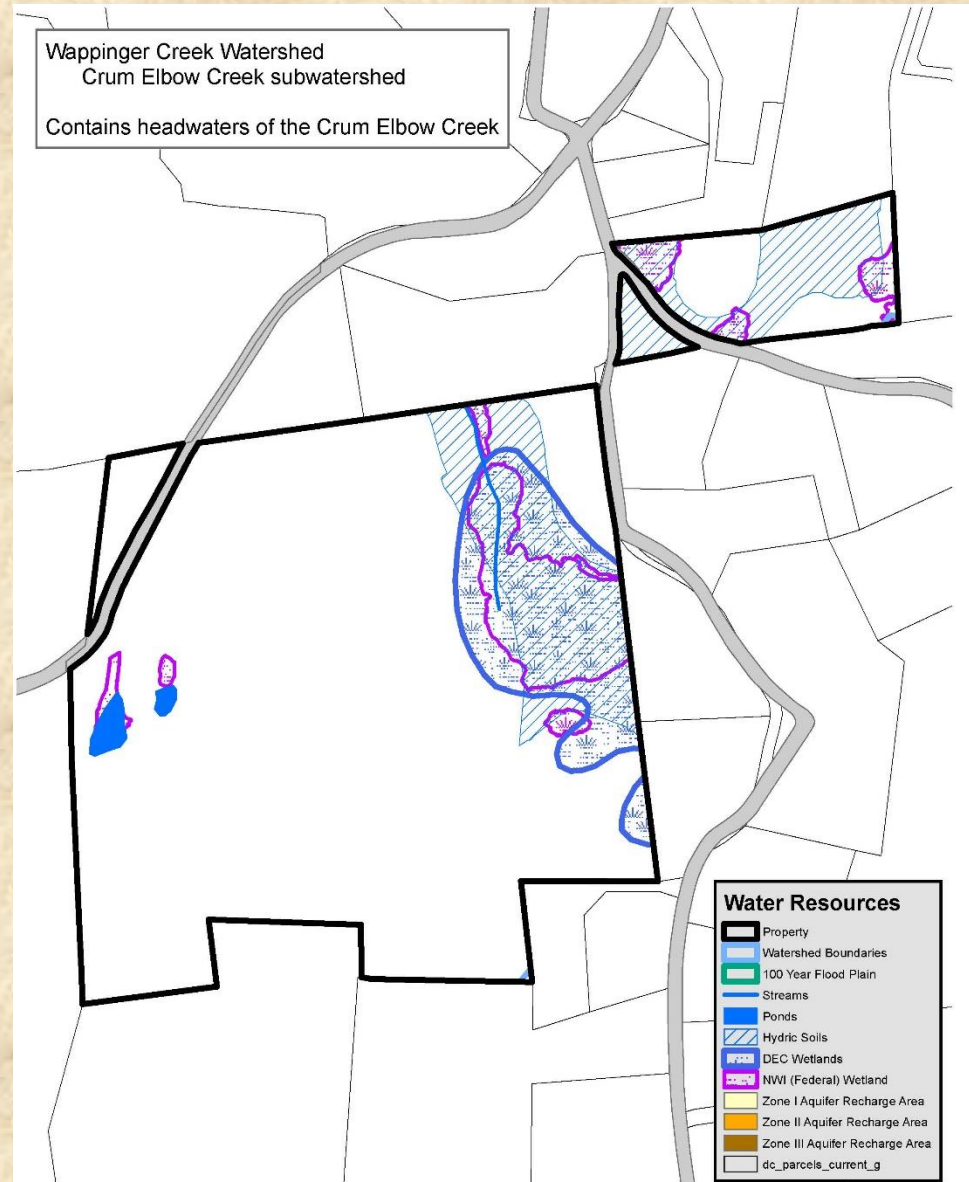 Wappinger Creek Watershed
Crum Elbow Creek subwatershed
Contains headwaters of the Crum Elbow Creek
Water Resources
Property
Watershed Boundaries
100 Year Flood Plain
Streams
Ponds
Hydric Soils
DEC Wetlands
NWI (Federal) Wetland
Zone I Aquifer Recharge Area
Zone II Aquifer Recharge Area
Zone III Aquifer Recharge Area
dc_parcels_current_g